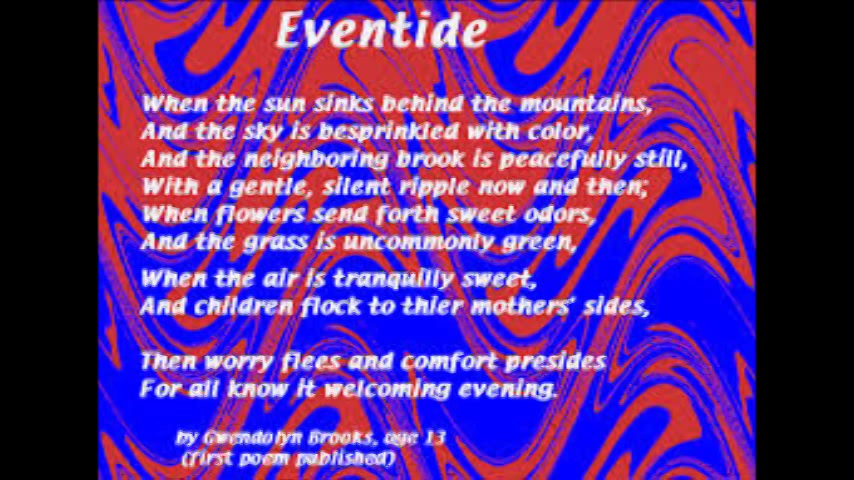 Eventide
When the sun sinks behind the mountains,
And the sky is besprinkled with color,
And the neighboring brook is peacefully still,
With a gentle, silent ripple now and then;
When flowers send forth sweet odors,
And the grass is uncommonly green,
When the air is tranquilly sweet,
And children flock to thier mothers' sides,
Then worry flees and comfort presides
For all know it welcoming evening.
by Gwendolyn Brooks, age 13
(first poem published)